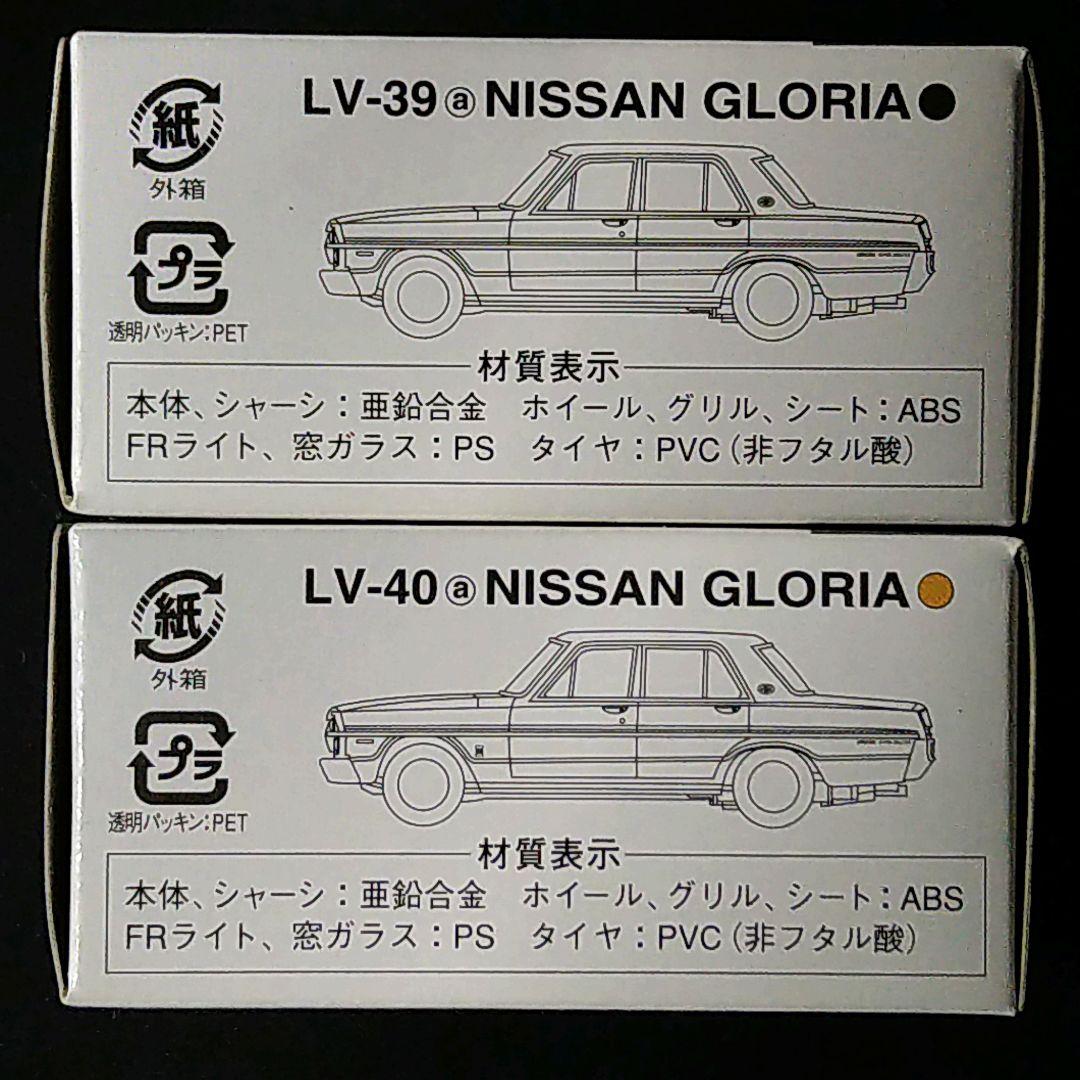 LV-39ⓐNISSAN GLORIA●
紙
外箱
プラ
透明パッキン:PET
材質表示
本体、シャーシ：亜鉛合金　ホイール、グリル、シート：ABS
FRライト、窓ガラス：PS　タイヤ：PVC（非フタル酸）
LV-40ⓐNISSAN GLORIA●
紙
外箱
プラ
透明パッキン:PET
材質表示
本体、シャーシ：亜鉛合金　ホイール、グリル、シート：ABS
FRライト、窓ガラス：PS　タイヤ：PVC（非フタル酸）